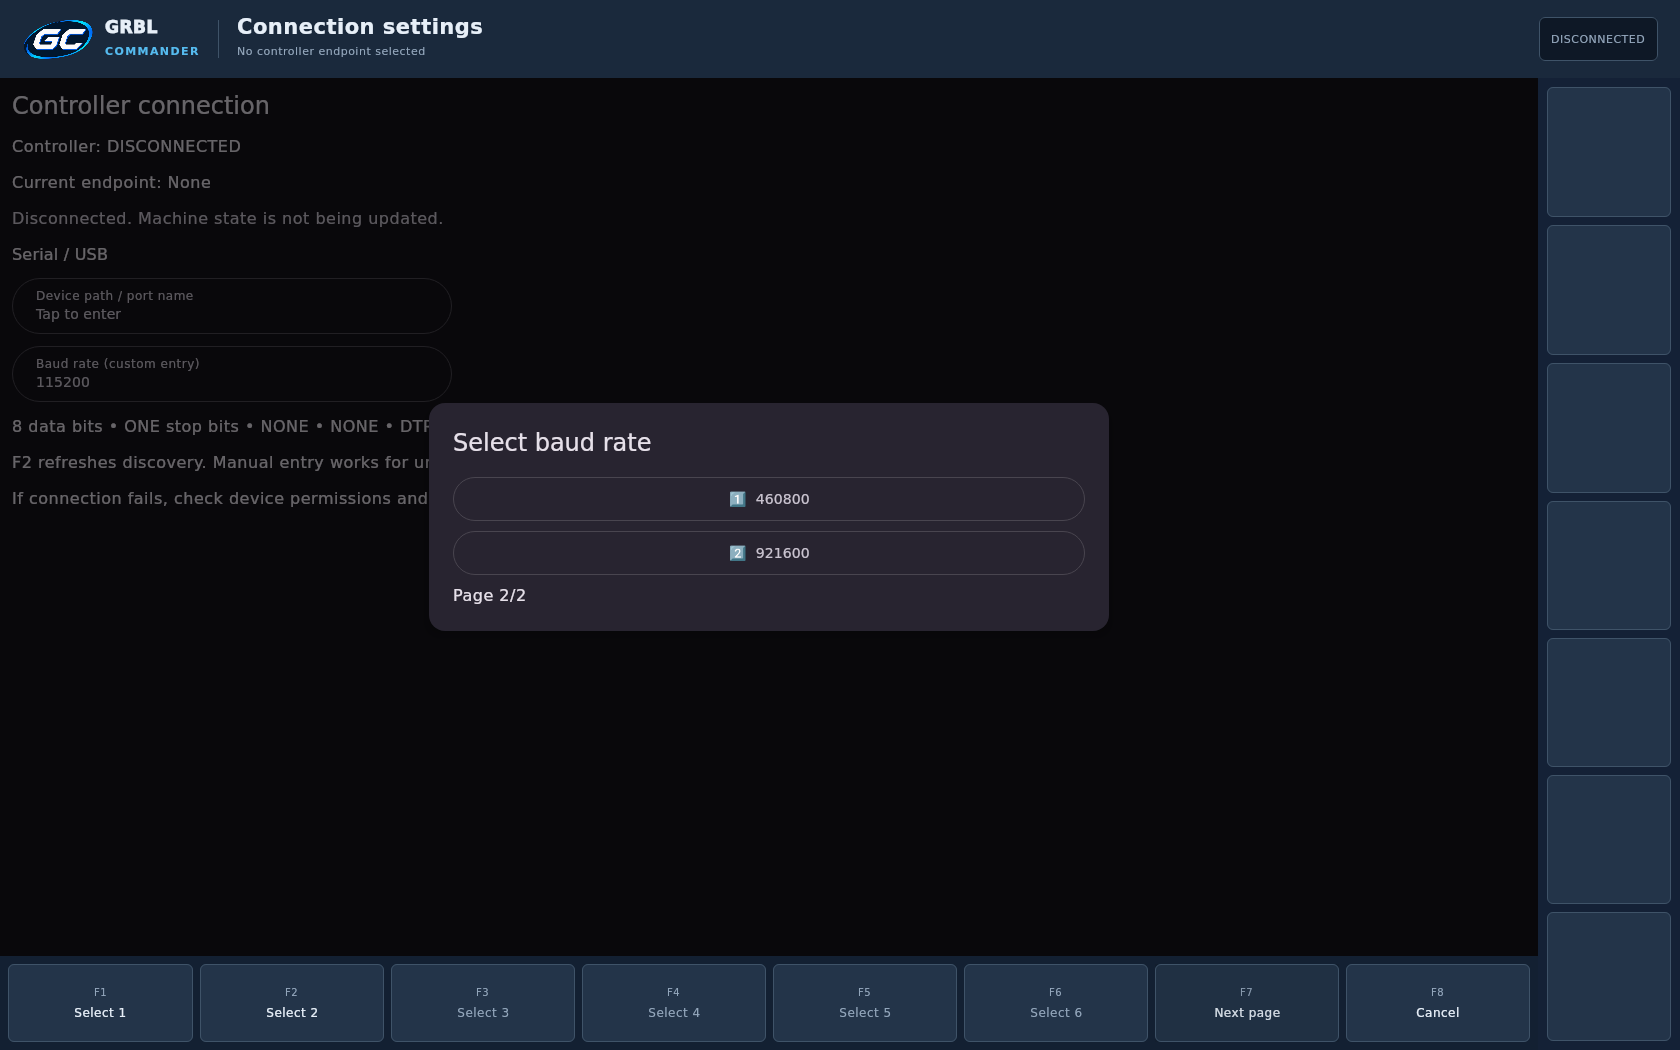 GC
GRBL
COMMANDER
Connection settings
No controller endpoint selected
DISCONNECTED
Controller connection
Controller: DISCONNECTED
Current endpoint: None
Disconnected. Machine state is not being updated.
Serial / USB
Device path / port name
Tap to enter
Baud rate (custom entry)
115200
8 data bits • ONE stop bits • NONE • NONE •
F2 refreshes discovery. Manual entry works for
If connection fails, check device permissions and
Select baud rate
1 460800
2 921600
Page 2/2
F1
Select 1
F2
Select 2
F3
Select 3
F4
Select 4
F5
Select 5
F6
Select 6
F7
Next page
F8
Cancel